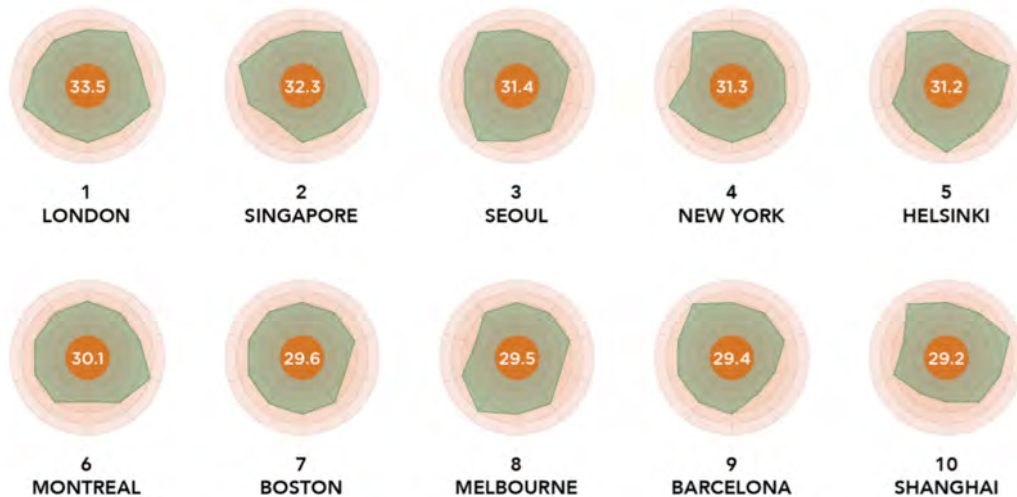 33.5 32.3 31.4 31.3 31.2
1 2 3 4 5
LONDON SINGAPORE SEOUL NEW YORK HELSINKI
30.1 29.6 29.5 29.4 29.2
6 7 8 9 10
MONTREAL BOSTON MELBOURNE BARCELONA SHANGHAI